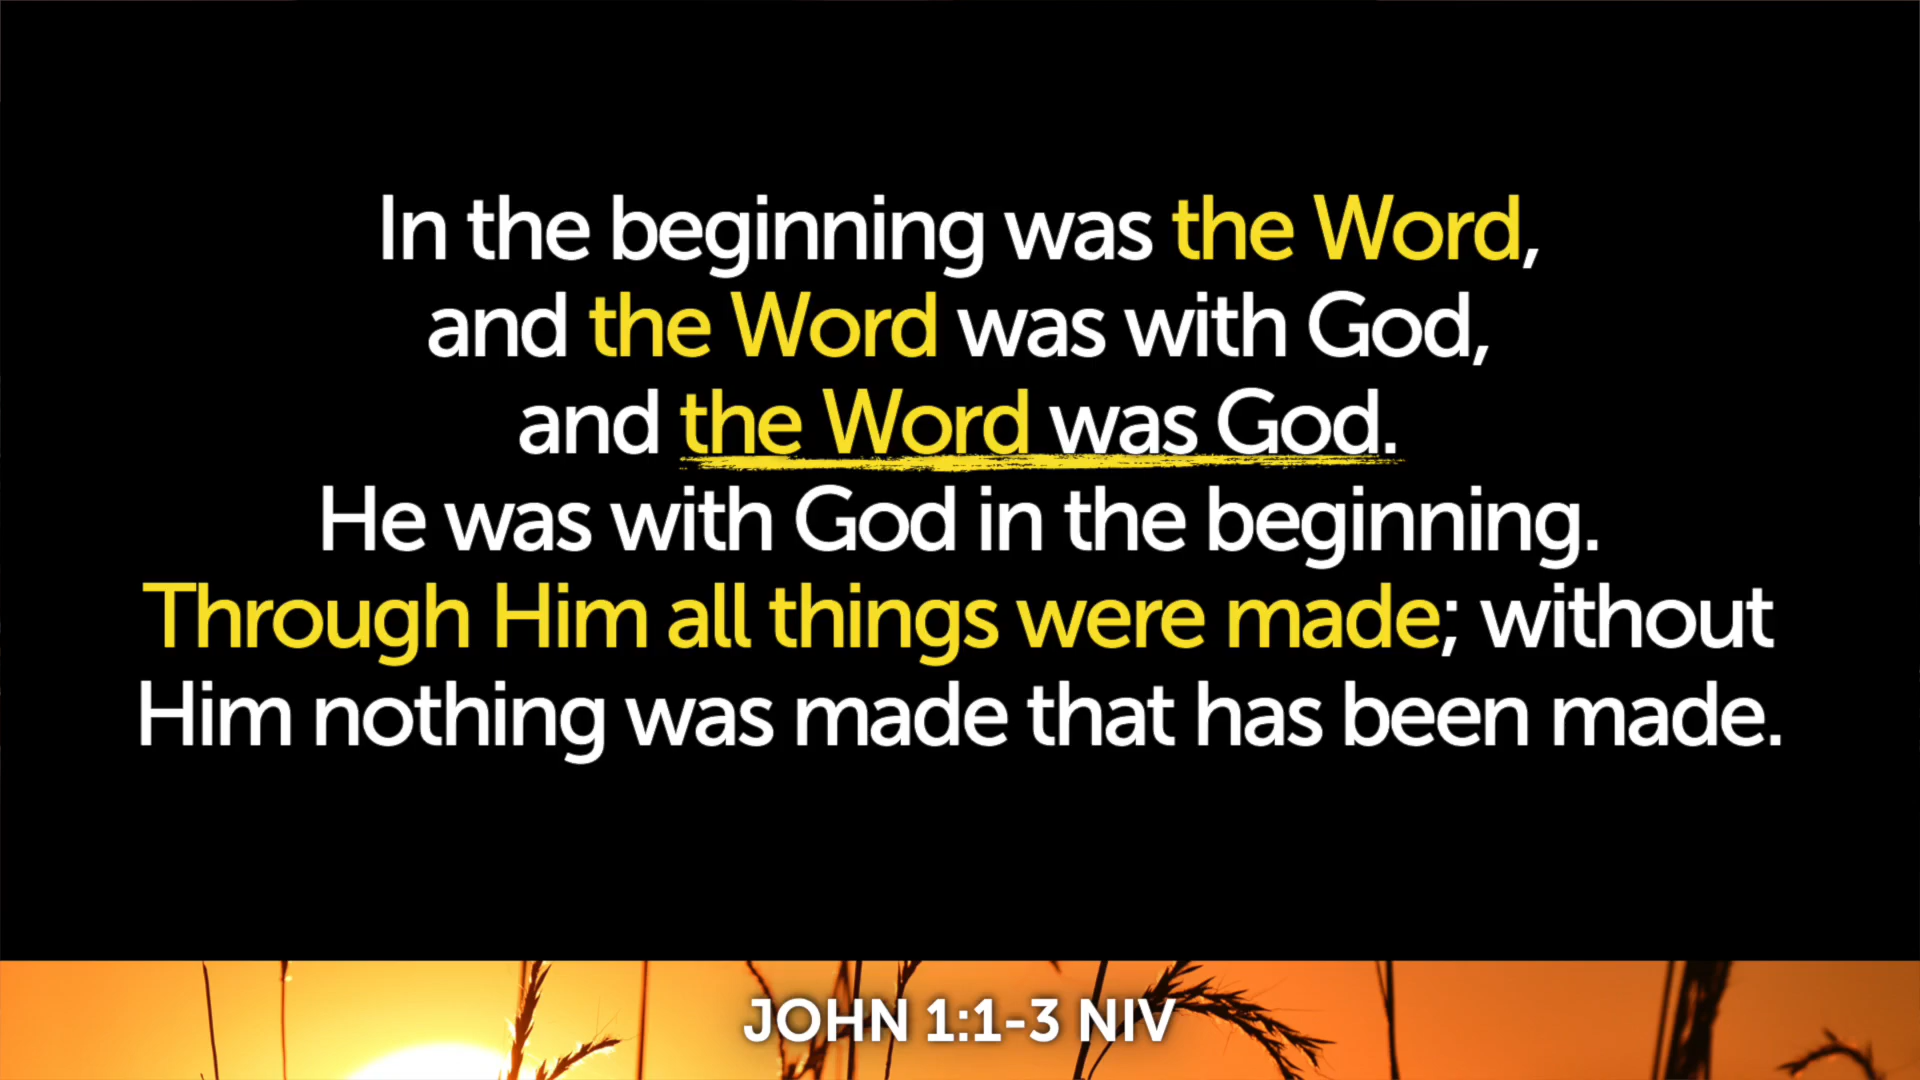 In the beginning was the Word,
and the Word was with God,
and the Word was God.
He was with God in the beginning.
Through Him all things were made; without
Him nothing was made that has been made.
JOHN 1:1-3 NIV